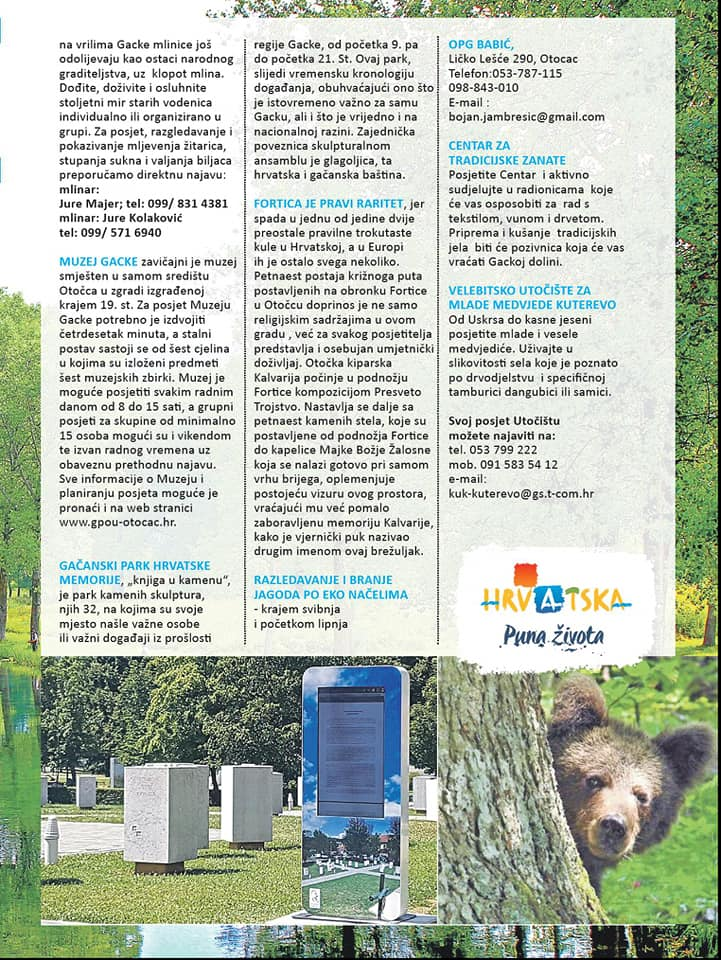 na vrilima Gacke mlinice još
odolijevaju kao ostaci narodnog
graditeljstva, uz klopot mlina.
Dođite, doživite i osluhnite
stoljetni mir starih vodenica
individualno ili organizirano u
grupi. Za posjet, razgledavanje i
pokazivanje mljevenja žitarica,
stupanja sukna i valjanja biljaca
preporučamo direktnu najavu:
mlinar:
Jure Majer; tel: 099/ 831 4381
mlinar: Jure Kolaković
tel: 099/ 571 6940
MUZEJ GACKE zavičajni je muzej
smješten u samom središtu
Otočca u zgradi izgrađenoj
krajem 19. st. Za posjet Muzeju
Gacke potrebno je izdvojiti
četrdesetak minuta, a stalni
postav sastoji se od šest cjelina
u kojima su izloženi predmeti
šest muzejskih zbirki. Muzej je
moguće posjetiti svakim radnim
danom od 8 do 15 sati, a grupni
posjeti za skupine od minimalno
15 osoba mogući su i vikendom
te izvan radnog vremena uz
obaveznu prethodnu najavu.
Sve informacije o Muzeju i
planiranju posjeta moguće je
pronaći i na web stranici
www.gpou-otocac.hr.
GAČANSKI PARK HRVATSKE
MEMORIJE, „knjiga u kamenu“,
je park kamenih skulptura,
njih 32, na kojima su svoje
mjesto našle važne osobe
ili važni događaji iz prošlosti
regije Gacke, od početka 9. pa
do početka 21. St. Ovaj park,
slijedi vremensku kronologiju
događanja, obuhvaćajući ono što
je istovremeno važno za samu
Gacku, ali i što je vrijedno i na
nacionalnoj razini. Zajednička
poveznica skulpturalnom
ansamblu je glagoljica, ta
hrvatska i gačanska baština.
FORTICA JE PRAVI RARITET, jer
spada u jednu od jedine dvije
preostale pravilne trokutaste
kule u Hrvatskoj, a u Europi
ih je ostalo svega nekoliko.
Petnaest postaja križnoga puta
postavljenih na obronku Fortice
u Otočcu doprinos je ne samo
religijskim sadržajima u ovom
gradu , već za svakog posjetitelja
predstavlja i osebujan umjetnički
doživljaj. Otočka kiparska
Kalvarija počinje u podnožju
Fortice kompozicijom Presveto
Trojstvo. Nastavlja se dalje sa
petnaest kamenih stela, koje su
postavljene od podnožja Fortice
do kapelice Majke Božje Žalosne
koja se nalazi gotovo pri samom
vrhu brijega, oplemenjuje
postojeću vizuru ovog prostora,
vraćajući mu već pomalo
zaboravljenu memoriju Kalvarije,
kako je vjernički puk nazivao
drugim imenom ovaj brežuljak.
RAZLEDAVANJE I BRANJE
JAGODA PO EKO NAČELIMA
- krajem svibnja
i početkom lipnja
OPG BABIĆ,
Ličko Lešće 290, Otocac
Telefon:053-787-115
098-843-010
E-mail :
bojan.jambresic@gmail.com
CENTAR ZA
TRADICIJSKE ZANATE
Posjetite Centar i aktivno
sudjelujte u radionicama koje
će vas osposobiti za rad s
tekstilom, vunom i drvetom.
Priprema i kušanje tradicijskih
jela biti će pozivnica koja će vas
vraćati Gackoj dolini.
VELEBITSKO UTOČIŠTE ZA
MLADE MEDVJEDE KUTEREVO
Od Uskrsa do kasne jeseni
posjetite mlade i vesele
medvjediće. Uživajte u
slikovitosti sela koje je poznato
po drvodjelstvu i specifičnoj
tamburici dangubici ili samici.
Svoj posjet Utočištu
možete najaviti na:
tel. 053 799 222
mob. 091 583 54 12
e-mail:
kuk-kuterevo@gs.t-com.hr
HRVATSKA
Puna života